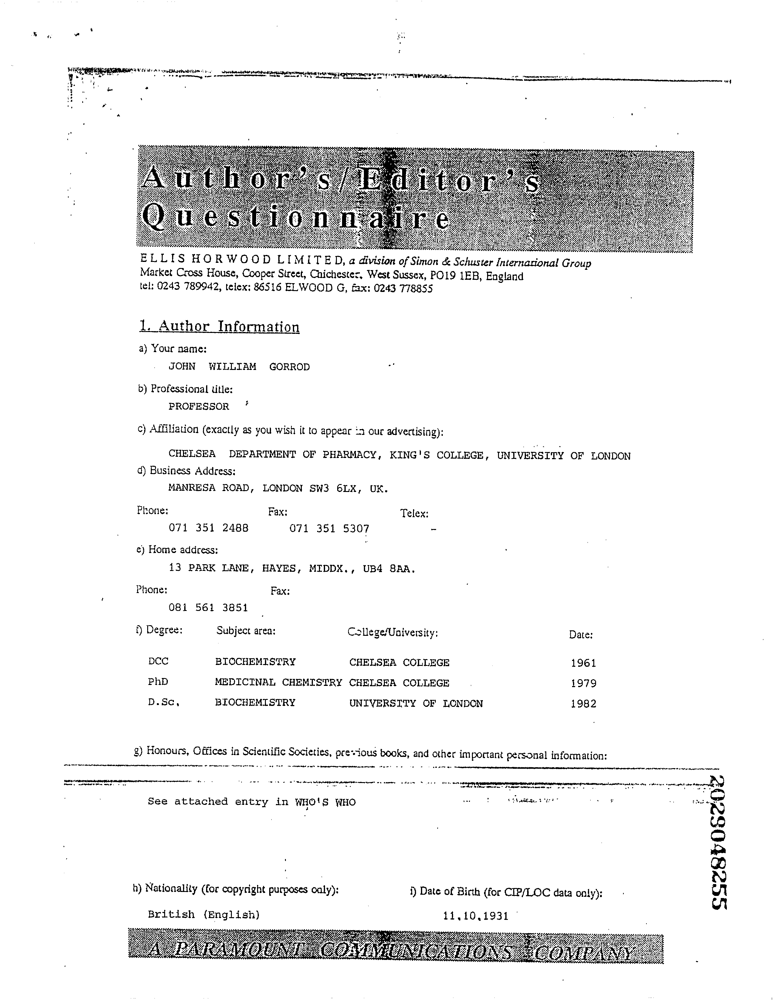 Author's/Editor's
Questionnaire
ELLIS HORWOOD LIMITED, a division of Simon & Schuster International Group
Market Cross House, Cooper Street, Chichester, West Sussex, PO19 1EB, England
tel: 0243 789942, telex: 86516 ELWOOD G, fax: 0243 778855
1. Author Information
a) Your name:
JOHN WILLIAM GORROD
b) Professional title:
PROFESSOR
c) Affiliation (exactly as you wish it to appear in our advertising):
CHELSEA DEPARTMENT OF PHARMACY, KING'S COLLEGE, UNIVERSITY OF LONDON
d) Business Address:
MANRESA ROAD, LONDON SW3 6LX, UK.
Phone: Fax: Telex:
071 351 2488 071 351 5307 -
e) Home address:
13 PARK LANE, HAYES, MIDDX., UB4 8AA.
Phone: Fax:
081 561 3851
f) Degree: Subject area: College/University: Date:
DCC BIOCHEMISTRY CHELSEA COLLEGE 1961
PhD MEDICINAL CHEMISTRY CHELSEA COLLEGE 1979
D.Sc. BIOCHEMISTRY UNIVERSITY OF LONDON 1982
g) Honours, Offices in Scientific Societies, previous books, and other important personal information:
See attached entry in WHO'S WHO
h) Nationality (for copyright purposes only): i) Date of Birth (for CIP/LOC data only):
British (English) 11.10.1931
A PARAMOUNT COMMUNICATIONS COMPANY
2029048255